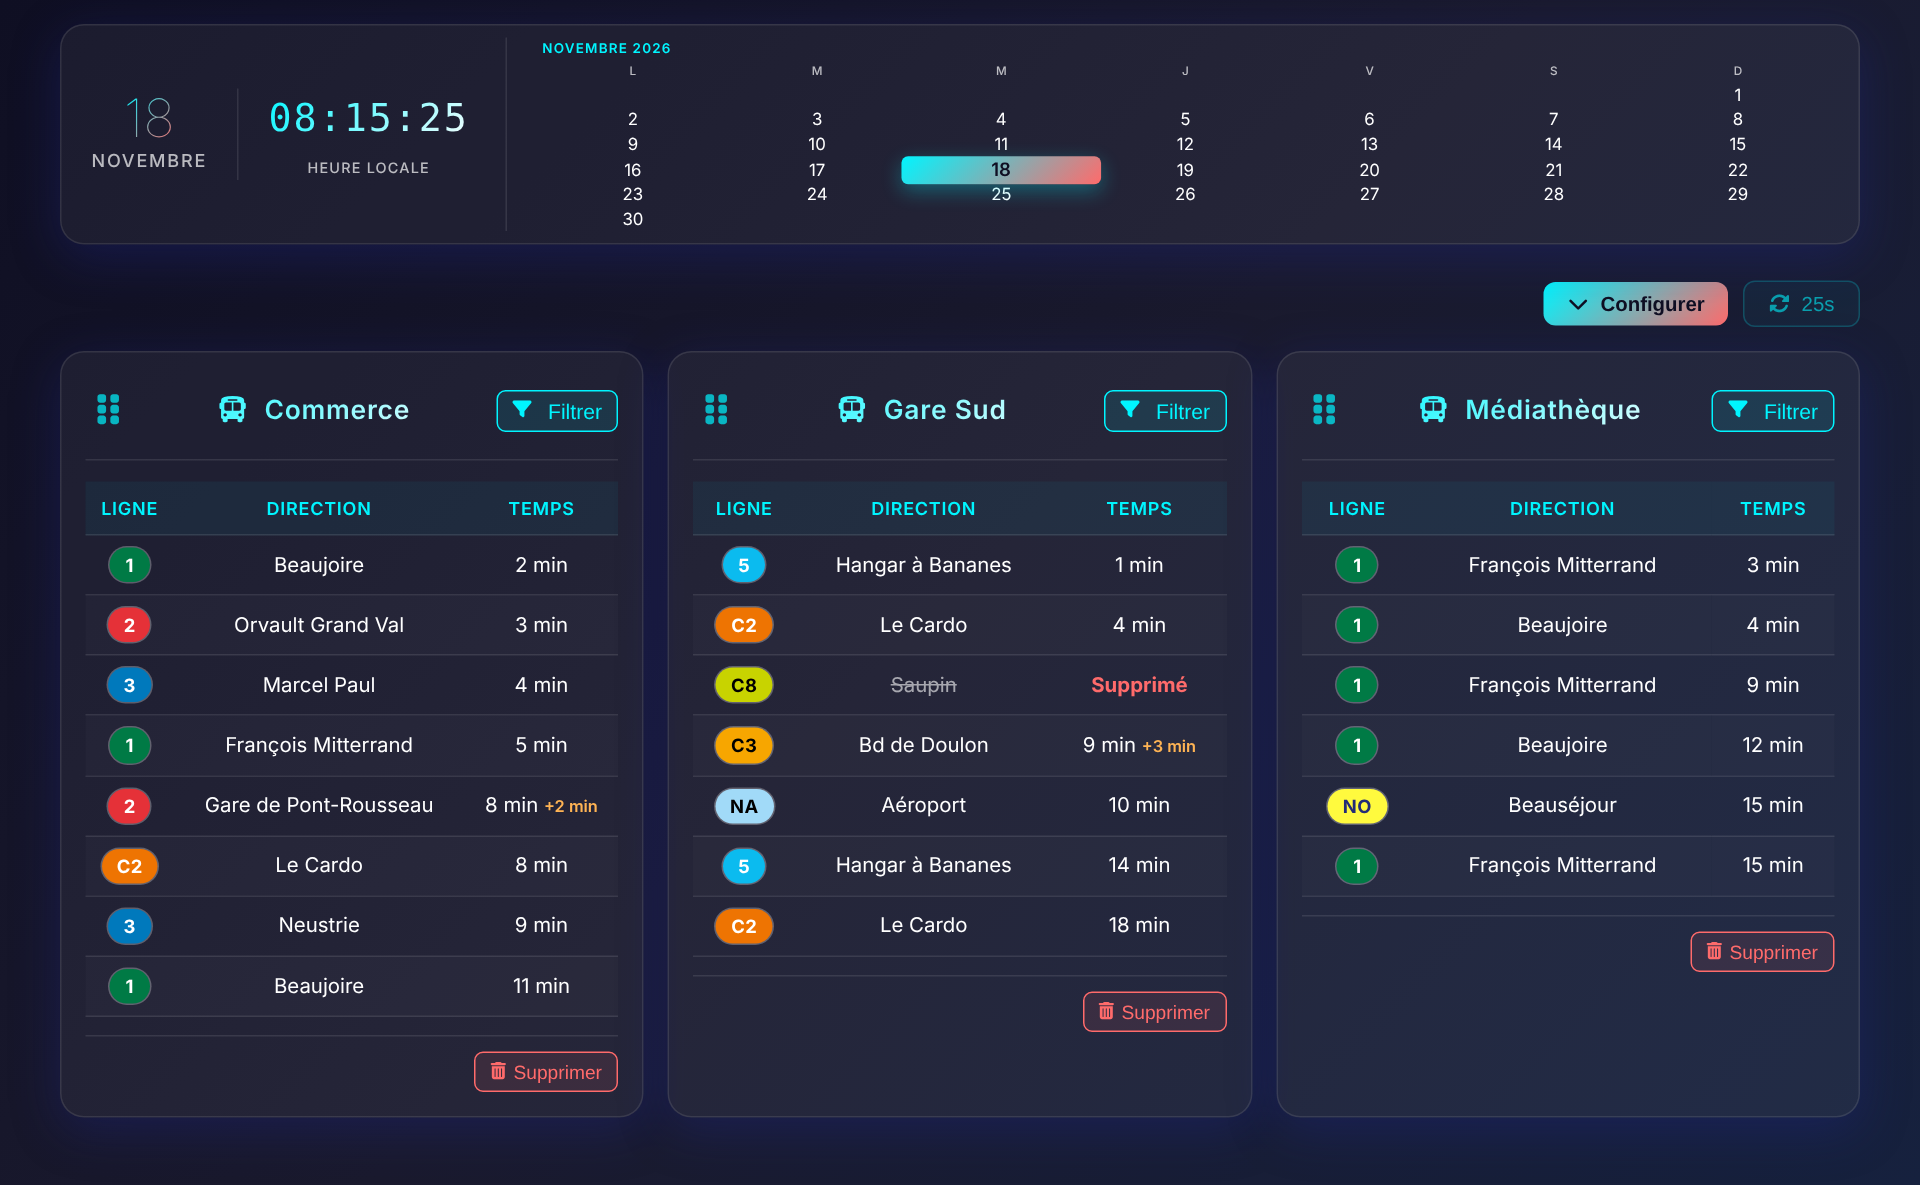 18
NOVEMBRE
08:15:25
HEURE LOCALE
NOVEMBRE 2026
L M M J V S D
1
2 3 4 5 6 7 8
9 10 11 12 13 14 15
16 17 18 19 20 21 22
23 24 25 26 27 28 29
30
Configurer
25s
Commerce
Filtrer
LIGNE DIRECTION TEMPS
1 Beaujoire 2 min
2 Orvault Grand Val 3 min
3 Marcel Paul 4 min
1 François Mitterrand 5 min
2 Gare de Pont-Rousseau 8 min +2 min
C2 Le Cardo 8 min
3 Neustrie 9 min
1 Beaujoire 11 min
Supprimer
Gare Sud
Filtrer
LIGNE DIRECTION TEMPS
5 Hangar à Bananes 1 min
C2 Le Cardo 4 min
C8 Saupin Supprimé
C3 Bd de Doulon 9 min +3 min
NA Aéroport 10 min
5 Hangar à Bananes 14 min
C2 Le Cardo 18 min
Supprimer
Médiathèque
Filtrer
LIGNE DIRECTION TEMPS
1 François Mitterrand 3 min
1 Beaujoire 4 min
1 François Mitterrand 9 min
1 Beaujoire 12 min
NO Beauséjour 15 min
1 François Mitterrand 15 min
Supprimer